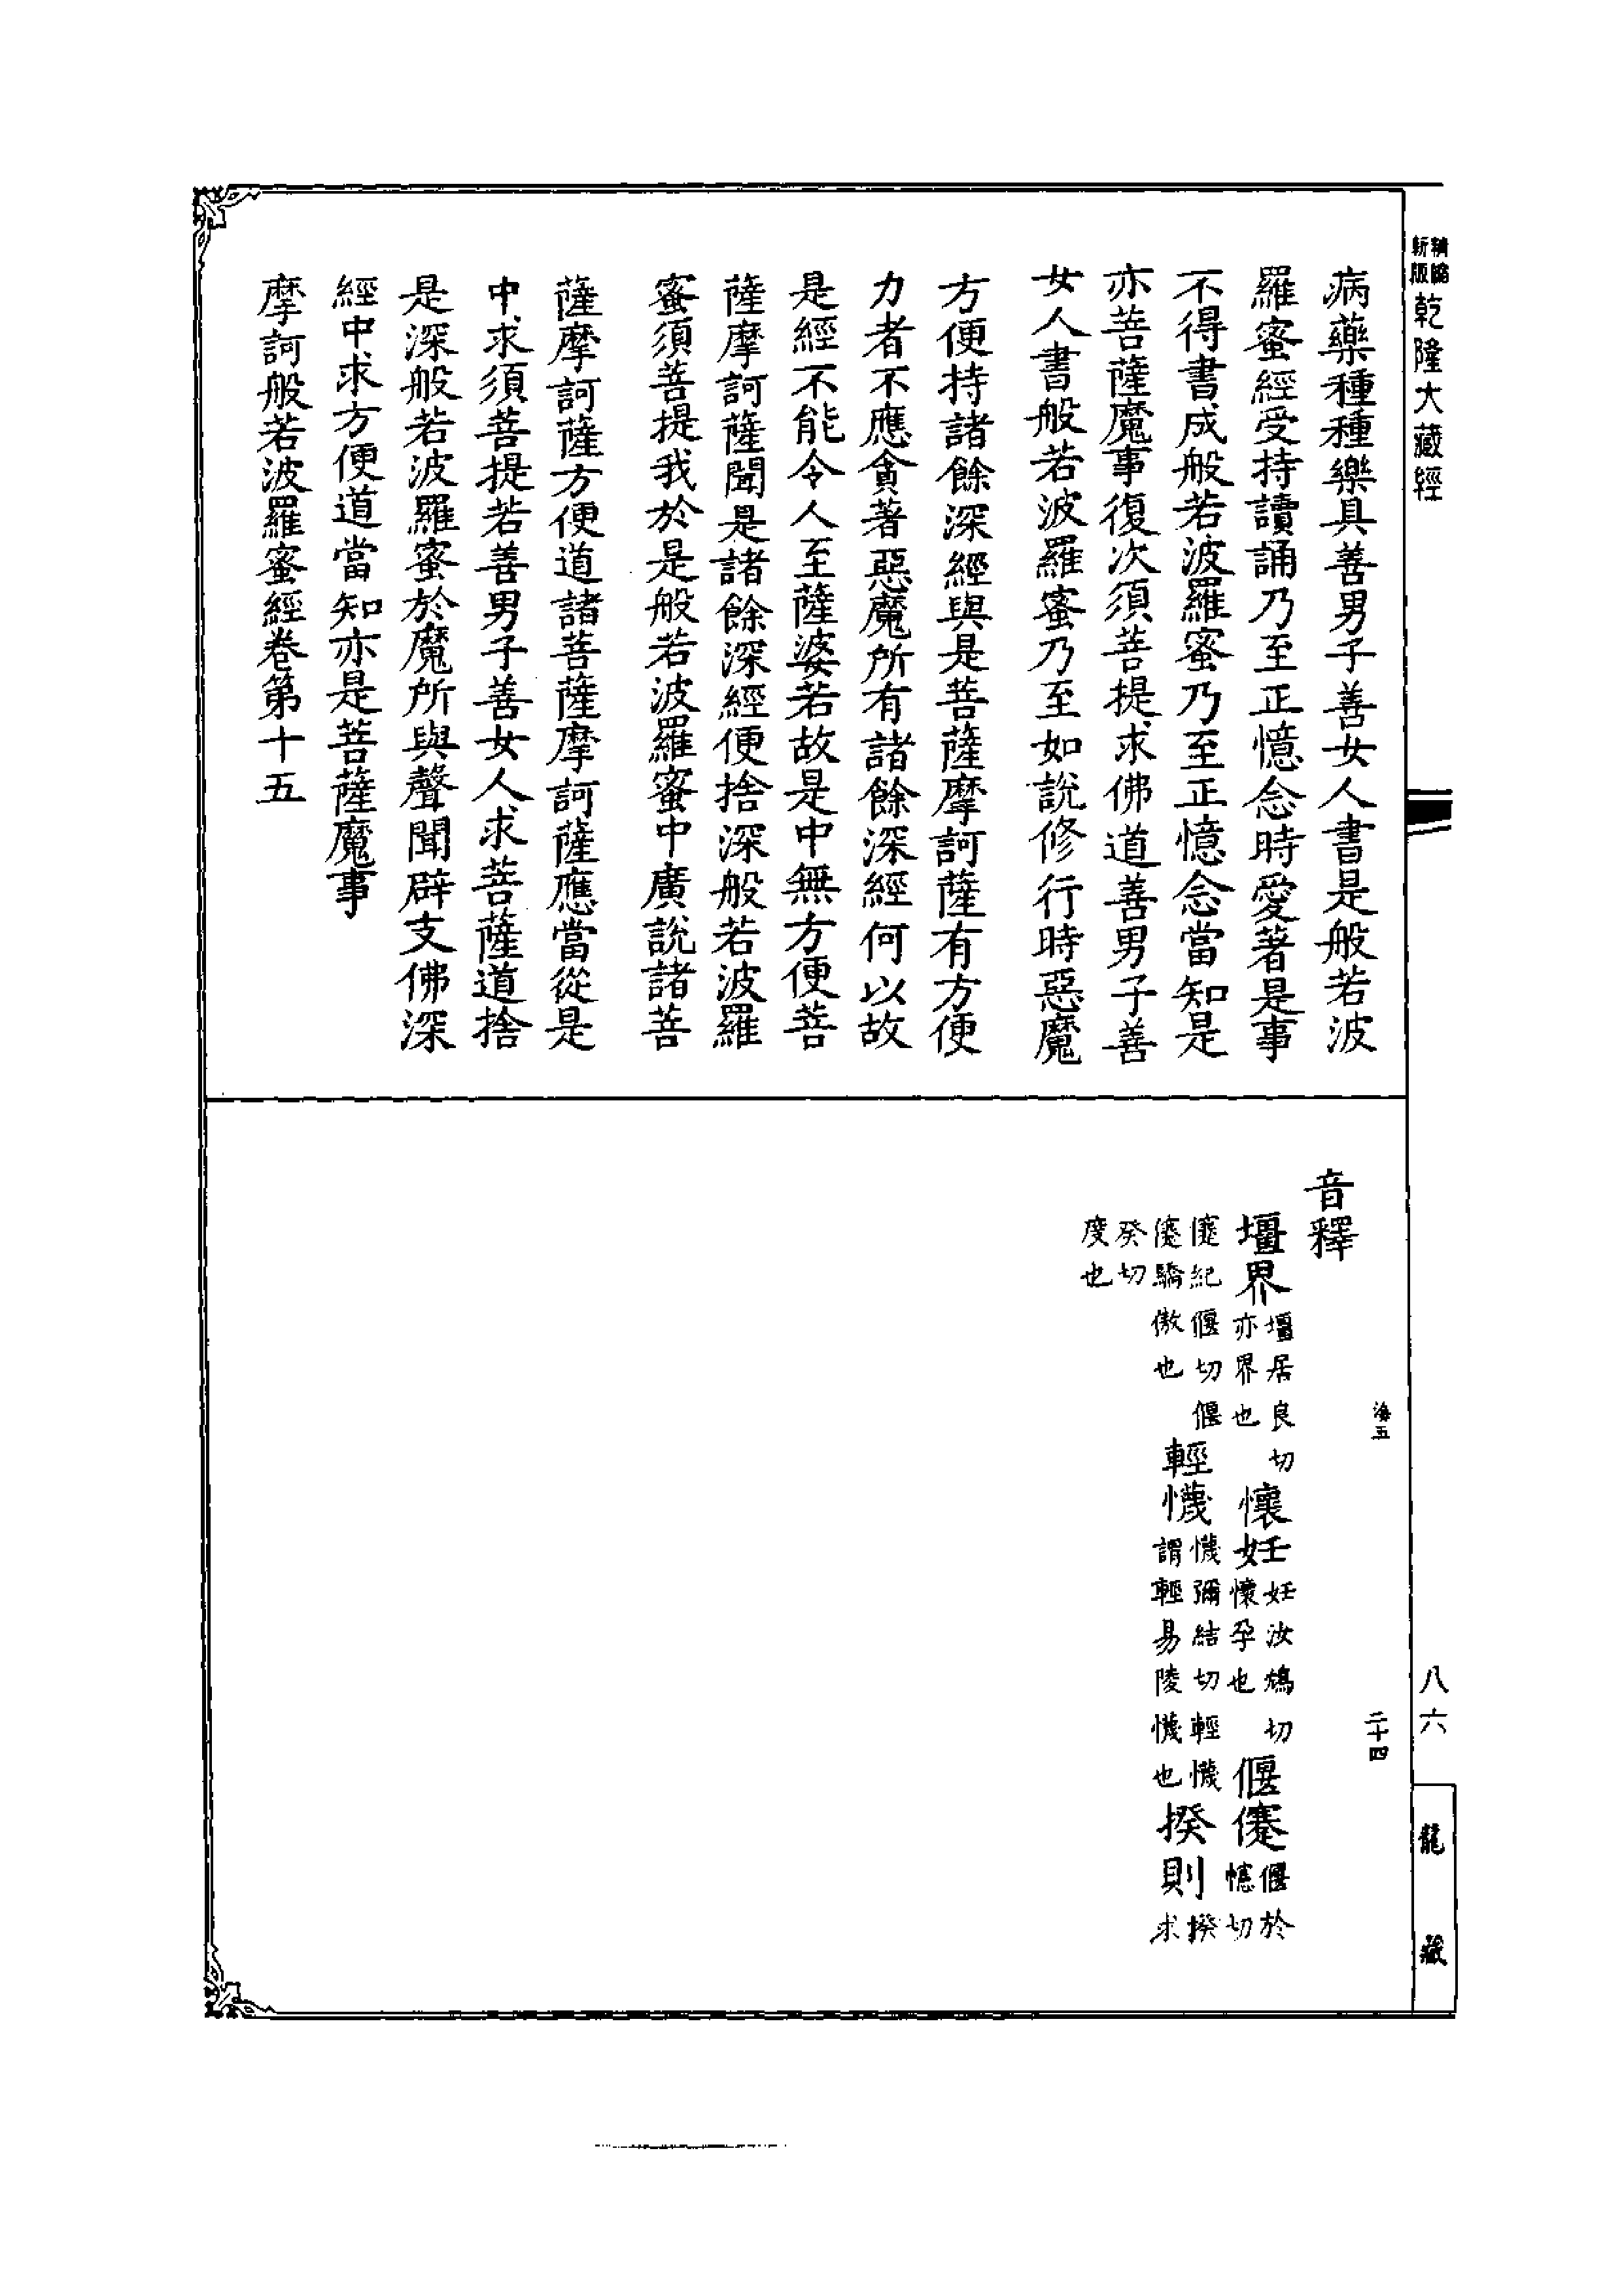 精縮
新版
乾隆大藏經
病藥種種樂具善男子善女人書是般若波
羅蜜經受持讀誦乃至正憶念時愛著是事
不得書成般若波羅蜜乃至正憶念當知是
亦菩薩魔事復次須菩提求佛道善男子善
女人書般若波羅蜜乃至如說修行時惡魔
方便持諸餘深經與是菩薩摩訶薩有方便
力者不應貪著惡魔所有諸餘深經何以故
是經不能令人至薩婆若故是中無方便菩
薩摩訶薩聞是諸餘深經便捨深般若波羅
蜜須菩提我於是般若波羅蜜中廣說諸菩
薩摩訶薩方便道諸菩薩摩訶薩應當從是
中求須菩提若善男子善女人求菩薩道捨
是深般若波羅蜜於魔所與聲聞辟支佛深
經中求方便道當知亦是菩薩魔事
摩訶般若波羅蜜經卷第十五
海五
二十四
音釋
壃界壃居良切亦界也懷妊妊汝鴆切懷孕也偃蹇偃於幰切
蹇紀偃切偃蹇驕傲也輕懱懱彌結切輕懱謂輕易陵懱也揆則揆求
癸切度也
八六
龍藏